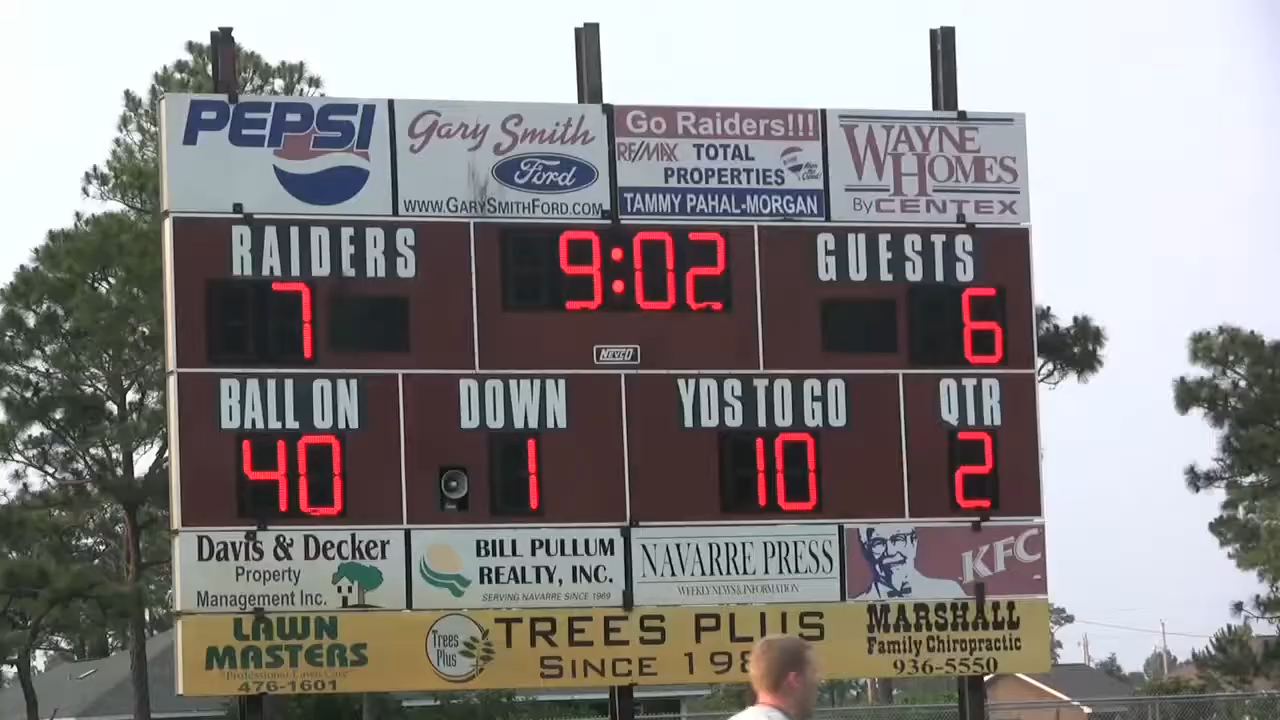 PEPSI
Gary Smith
Ford
www.GarySmithFord.com
Go Raiders!!!
RE/MAX TOTAL
PROPERTIES
TAMMY PAHAL-MORGAN
WAYNE
HOMES
By CENTEX
RAIDERS
9:02
GUESTS
7
6
NEVCO
BALL ON
DOWN
YDS TO GO
QTR
40
1
10
2
Davis & Decker
Property
Management Inc.
BILL PULLUM
REALTY, INC.
SERVING NAVARRE SINCE 1969
NAVARRE PRESS
WEEKLY NEWS & INFORMATION
KFC
LAWN
MASTERS
Professional Lawn Care
476-1601
Trees
Plus
TREES PLUS
SINCE 198
MARSHALL
Family Chiropractic
936-5550